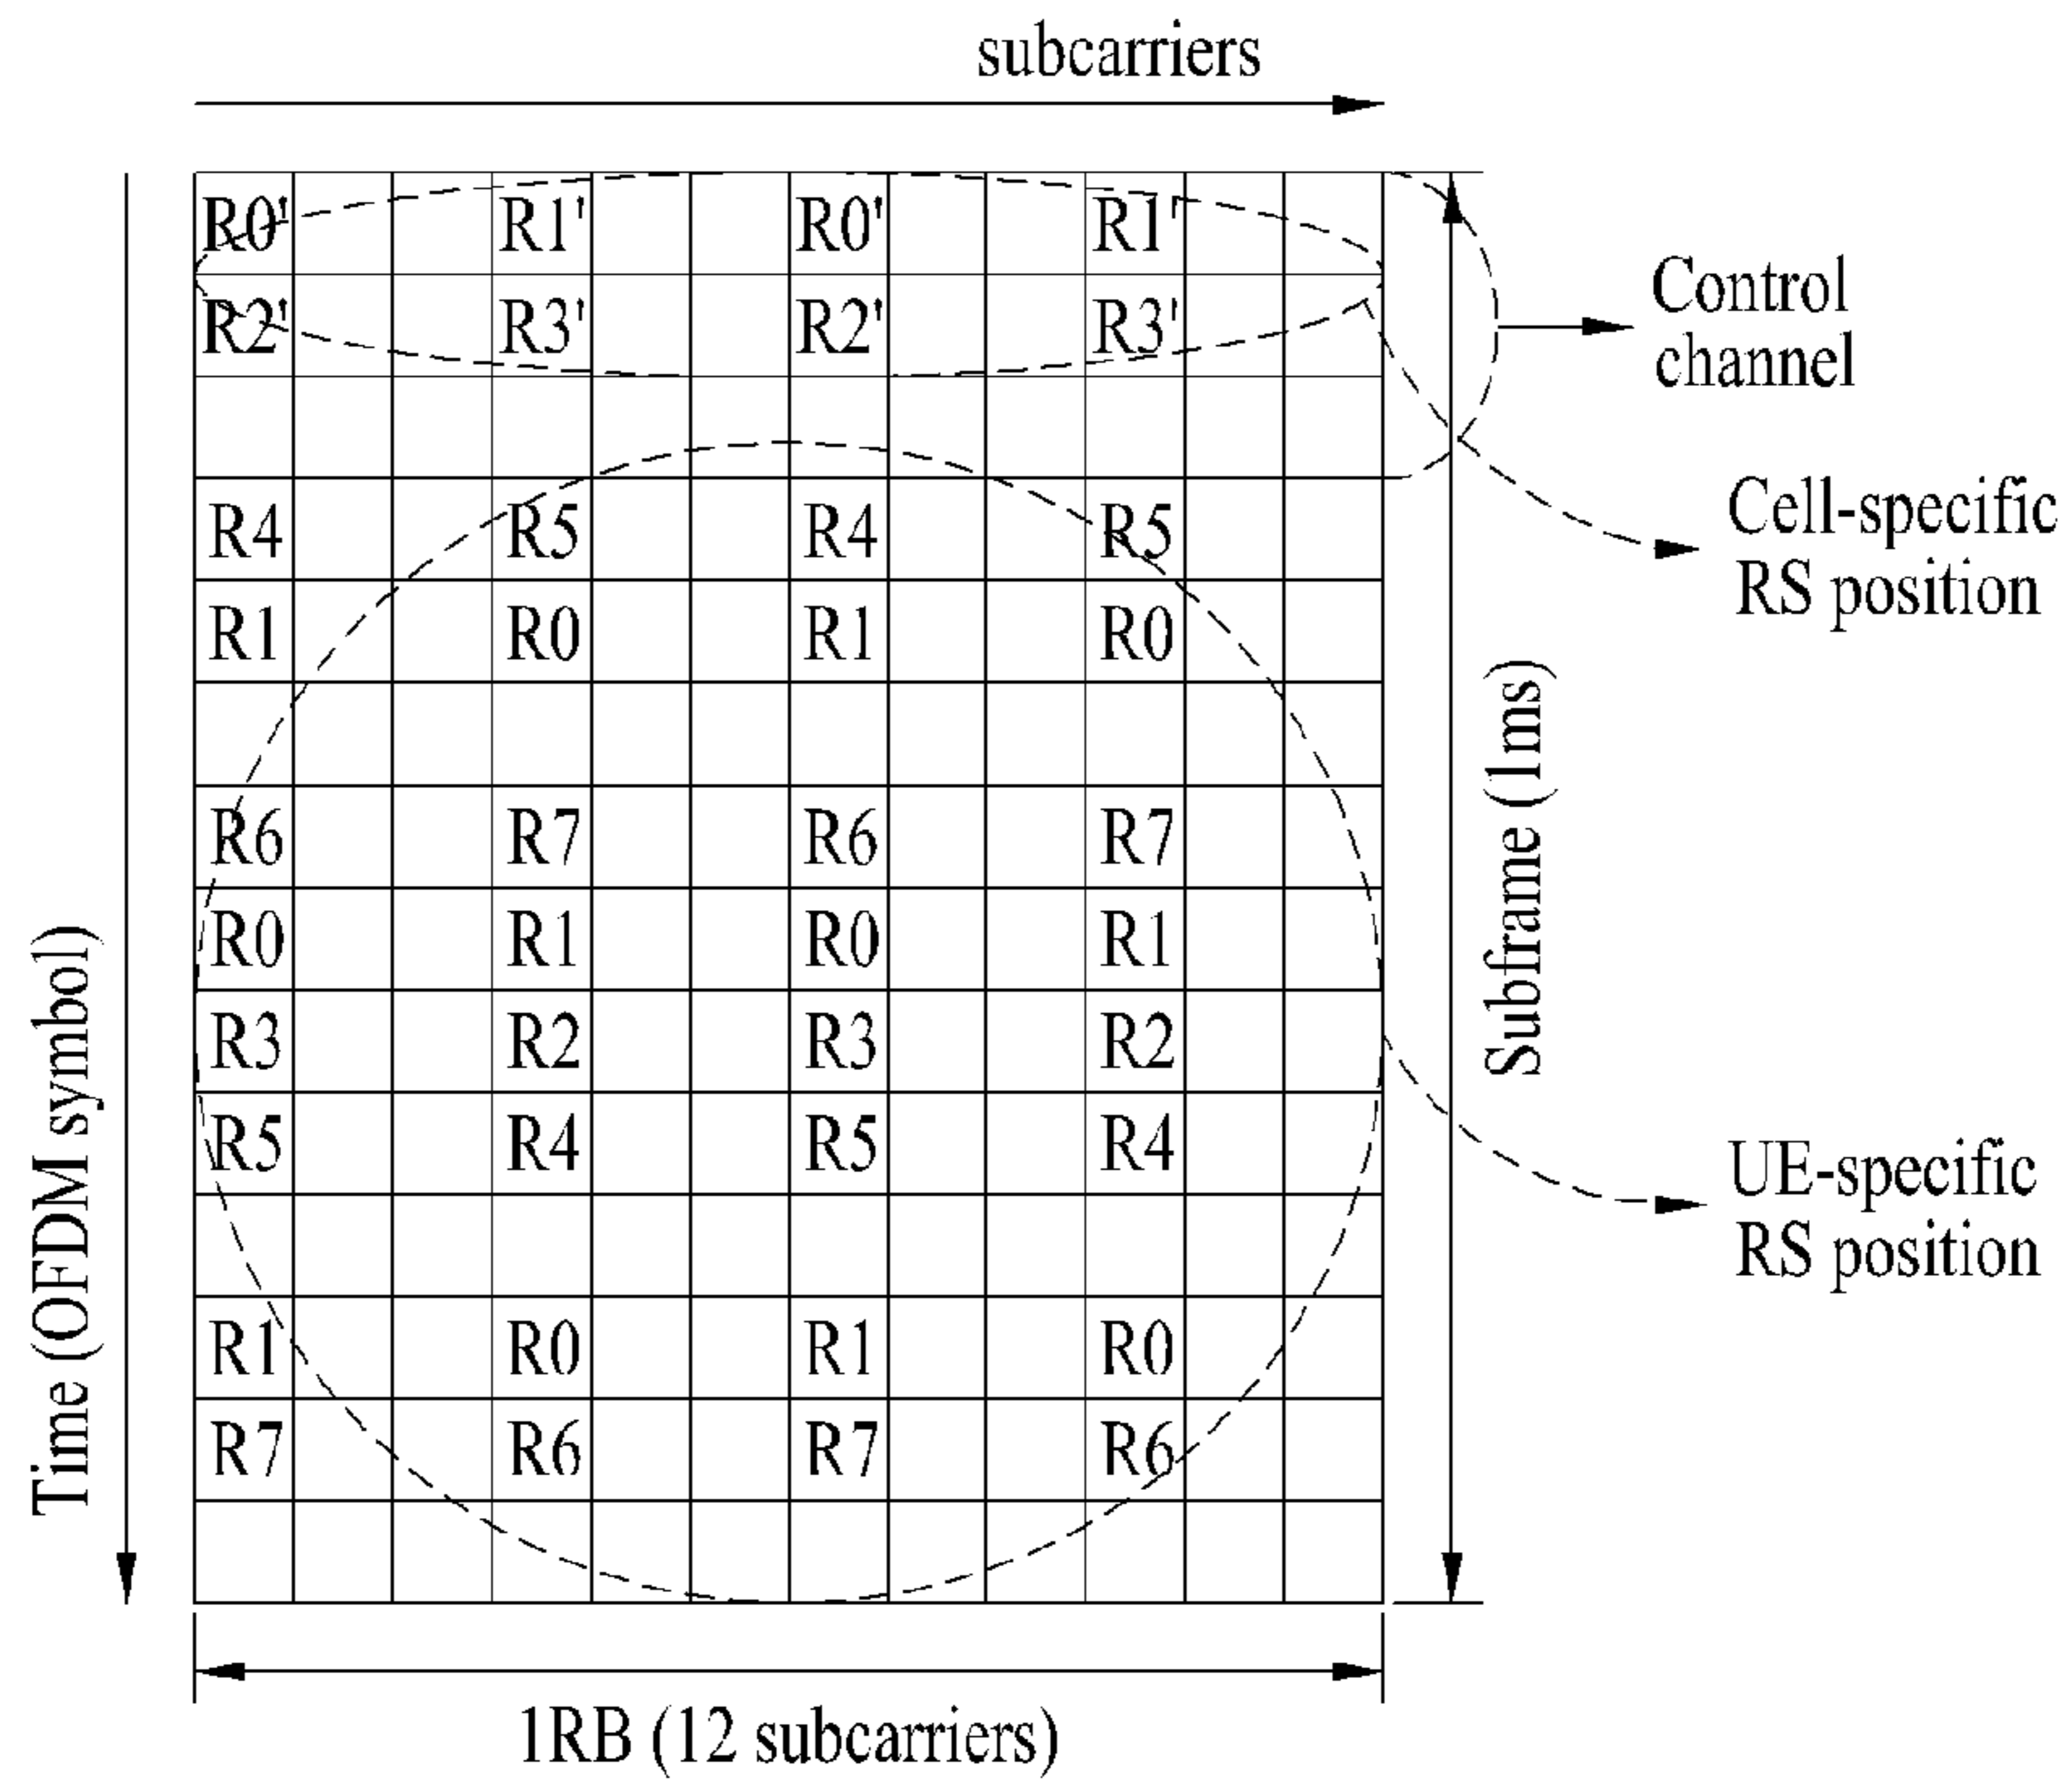 subcarriers
R0' R1' R0' R1'
R2' R3' R2' R3'
Control
channel
R4 R5 R4 R5
Cell-specific
RS position
R1 R0 R1 R0
R6 R7 R6 R7
R0 R1 R0 R1
R3 R2 R3 R2
R5 R4 R5 R4
R1 R0 R1 R0
R7 R6 R7 R6
Subframe (1ms)
UE-specific
RS position
Time (OFDM symbol)
1RB (12 subcarriers)